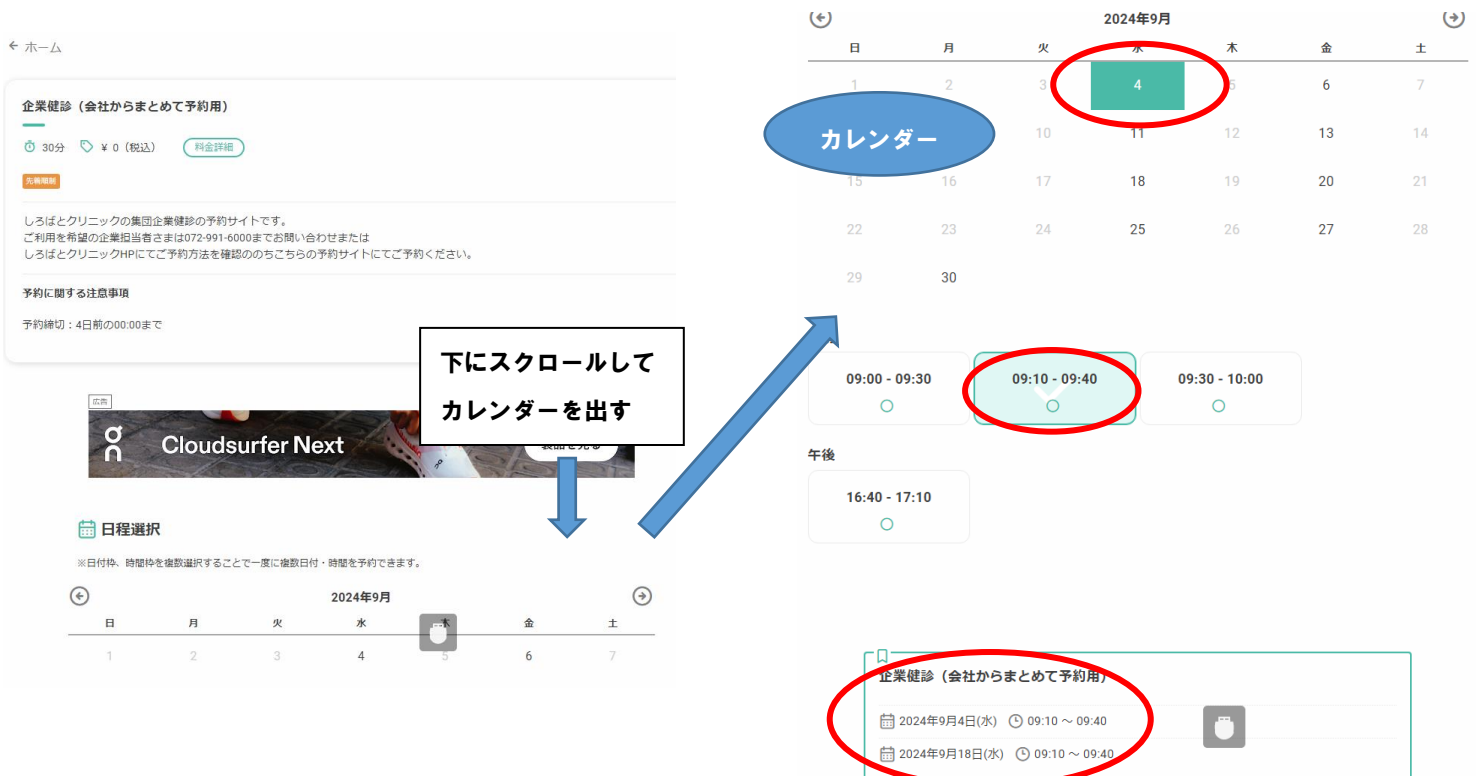 ← ホーム
企業健診（会社からまとめて予約用）
30分 ¥ 0（税込） 料金詳細
先着順制
しろばとクリニックの集団企業健診の予約サイトです。
ご利用を希望の企業担当者さまは072-991-6000までお問い合わせまたは
しろばとクリニックHPにてご予約方法を確認ののちこちらの予約サイトにてご予約ください。
予約に関する注意事項
予約締切：4日前の00:00まで
下にスクロールして
カレンダーを出す
広告
Cloudsurfer Next
製品を見る
日程選択
※日付枠、時間枠を複数選択することで一度に複数日付・時間を予約できます。
2024年9月
日 月 火 水 木 金 土
1 2 3 4 5 6 7
2024年9月
日 月 火 水 木 金 土
1 2 3 4 5 6 7
カレンダー
10 11 12 13 14
15 16 17 18 19 20 21
22 23 24 25 26 27 28
29 30
09:00 - 09:30 09:10 - 09:40 09:30 - 10:00
午後
16:40 - 17:10
企業健診（会社からまとめて予約用）
2024年9月4日(水) 09:10 ～ 09:40
2024年9月18日(水) 09:10 ～ 09:40